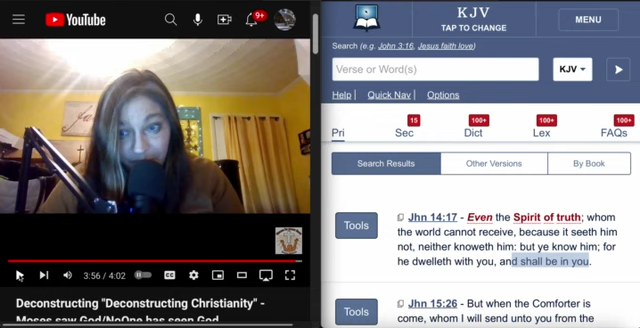 YouTube
9+
3:56 / 4:02
CC
Deconstructing "Deconstructing Christianity" -
Moses saw God/NoOne has seen God
KJV
TAP TO CHANGE
MENU
Search (e.g. John 3:16, Jesus faith love)
Verse or Word(s)
KJV
Help | Quick Nav | Options
15
100+
100+
100+
Pri
Sec
Dict
Lex
FAQs
Search Results
Other Versions
By Book
Tools
Jhn 14:17 - Even the Spirit of truth; whom
the world cannot receive, because it seeth him
not, neither knoweth him: but ye know him; for
he dwelleth with you, and shall be in you.
Tools
Jhn 15:26 - But when the Comforter is
come, whom I will send unto you from the